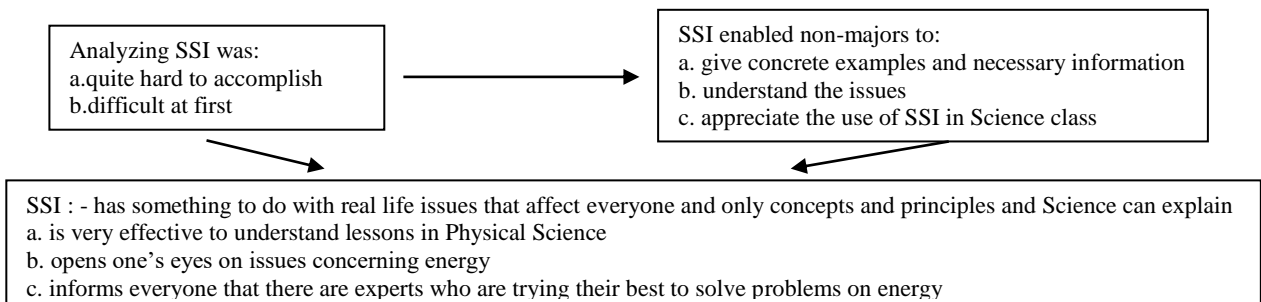 Analyzing SSI was:
a.quite hard to accomplish
b.difficult at first
SSI enabled non-majors to:
a. give concrete examples and necessary information
b. understand the issues
c. appreciate the use of SSI in Science class
SSI : - has something to do with real life issues that affect everyone and only concepts and principles and Science can explain
a. is very effective to understand lessons in Physical Science
b. opens one’s eyes on issues concerning energy
c. informs everyone that there are experts who are trying their best to solve problems on energy